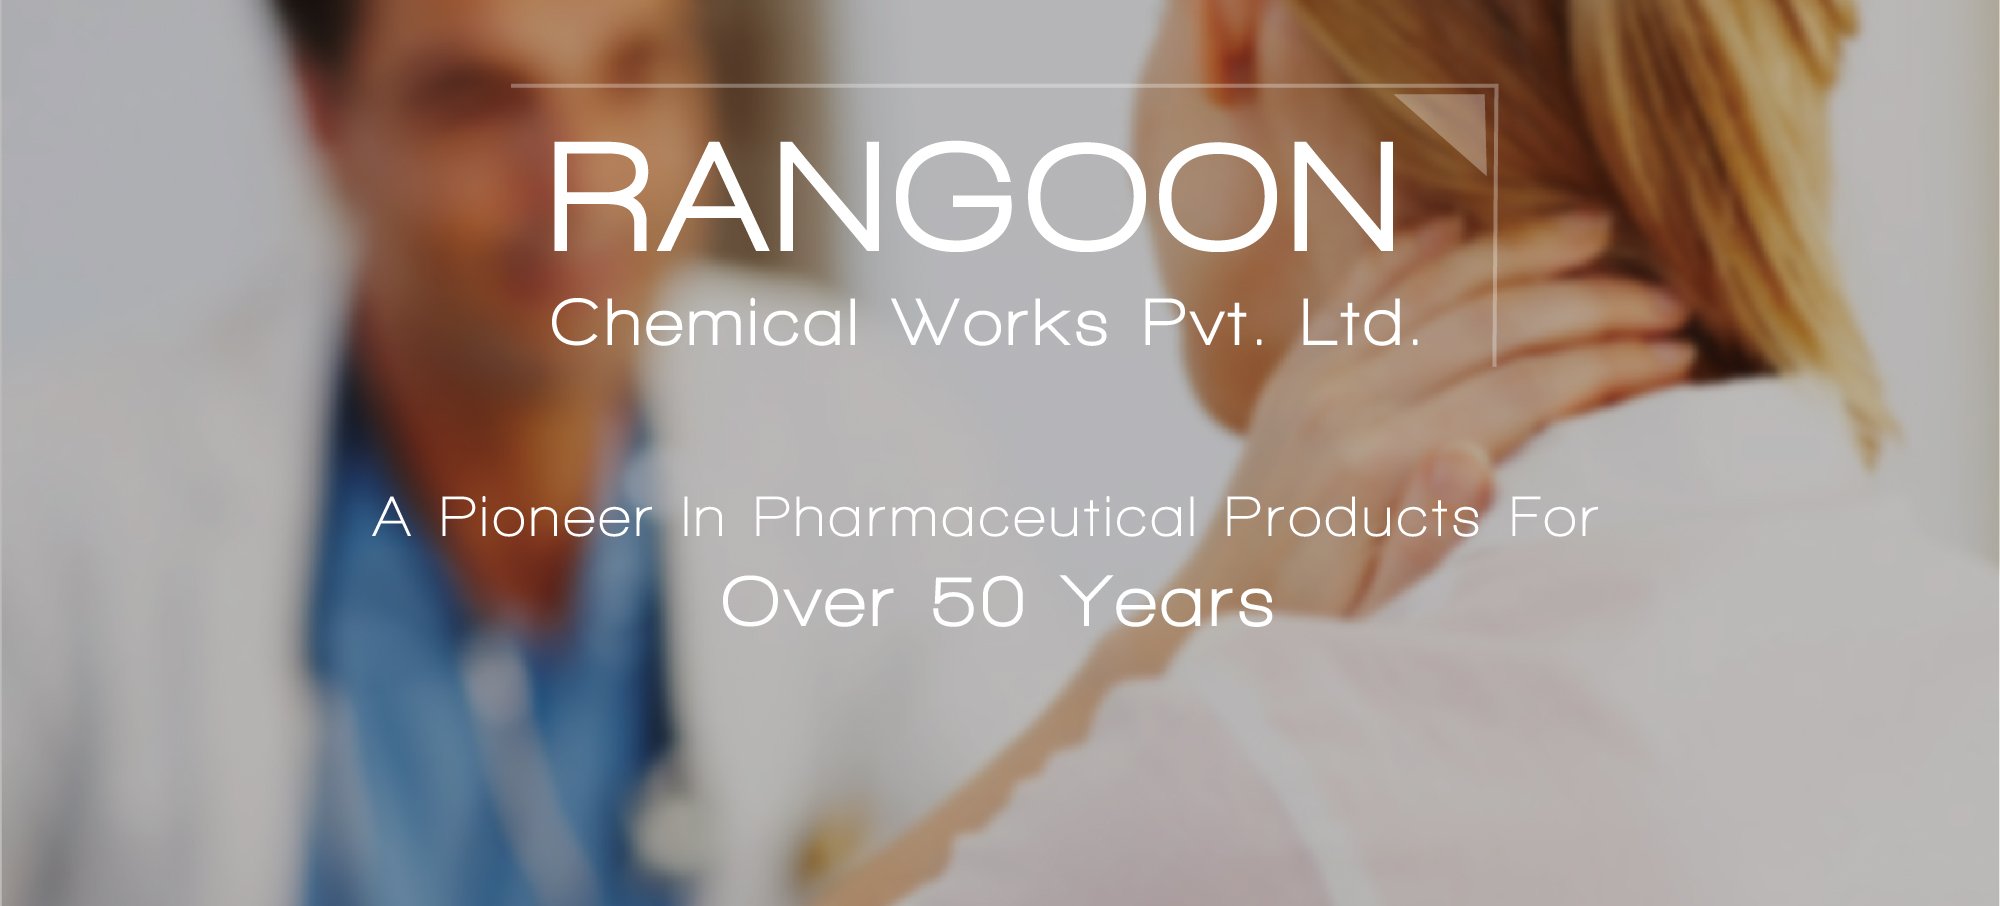 RANGOON
Chemical Works Pvt. Ltd.
A Pioneer In Pharmaceutical Products For
Over 50 Years